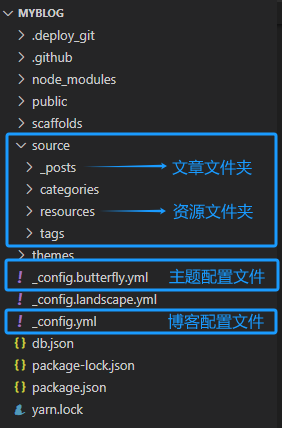 MYBLOG
.deploy_git
.github
node_modules
public
scaffolds
source
_posts 文章文件夹
categories
resources 资源文件夹
tags
themes
! _config.butterfly.yml 主题配置文件
! _config.landscape.yml
! _config.yml 博客配置文件
{} db.json
{} package-lock.json
{} package.json
yarn.lock